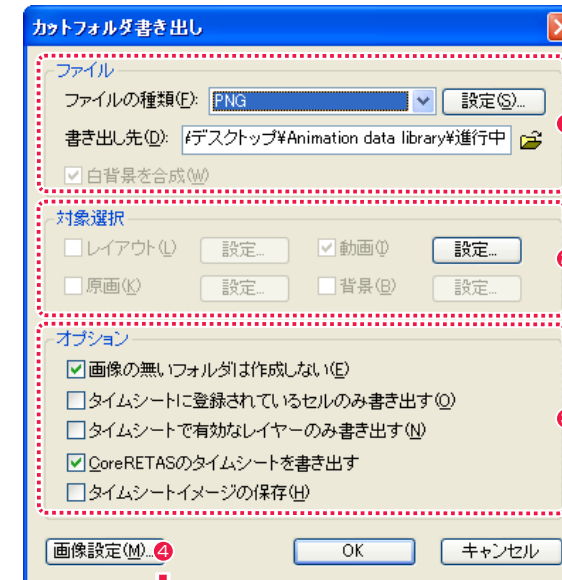 カットフォルダ書き出し
ファイル
ファイルの種類(F): PNG 設定(S)...
書き出し先(D): デスクトップ¥Animation data library¥進行中
白背景を合成(W)
対象選択
レイアウト(L) 設定... 動画(I) 設定...
原画(K) 設定... 背景(B) 設定...
オプション
画像の無いフォルダは作成しない(E)
タイムシートに登録されているセルのみ書き出す(O)
タイムシートで有効なレイヤーのみ書き出す(N)
CoreRETASのタイムシートを書き出す
タイムシートイメージの保存(H)
画像設定(M)... 4 OK キャンセル